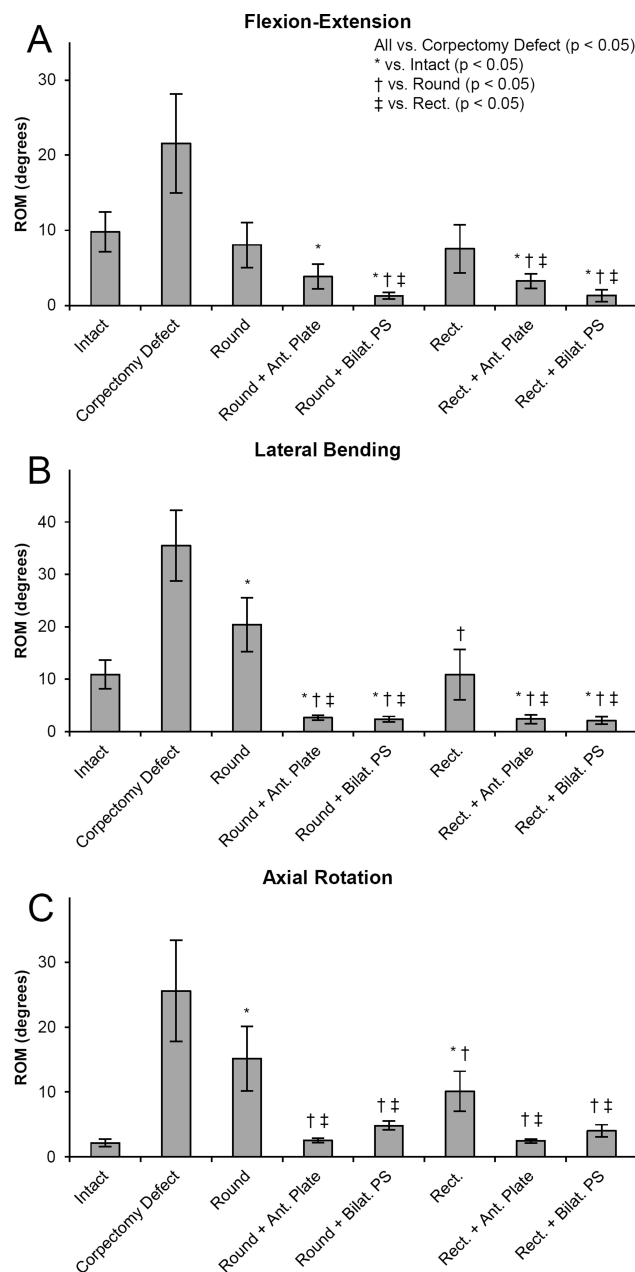 A
Flexion-Extension
All vs. Corpectomy Defect (p < 0.05)
* vs. Intact (p < 0.05)
† vs. Round (p < 0.05)
‡ vs. Rect. (p < 0.05)
ROM (degrees)
30
20
10
0
*
* † ‡
* † ‡
* † ‡
Intact
Corpectomy Defect
Round
Round + Ant. Plate
Round + Bilat. PS
Rect.
Rect. + Ant. Plate
Rect. + Bilat. PS
B
Lateral Bending
ROM (degrees)
40
30
20
10
0
*
* † ‡
* † ‡
†
* † ‡
* † ‡
Intact
Corpectomy Defect
Round
Round + Ant. Plate
Round + Bilat. PS
Rect.
Rect. + Ant. Plate
Rect. + Bilat. PS
C
Axial Rotation
ROM (degrees)
30
20
10
0
*
† ‡
† ‡
* †
† ‡
† ‡
Intact
Corpectomy Defect
Round
Round + Ant. Plate
Round + Bilat. PS
Rect.
Rect. + Ant. Plate
Rect. + Bilat. PS